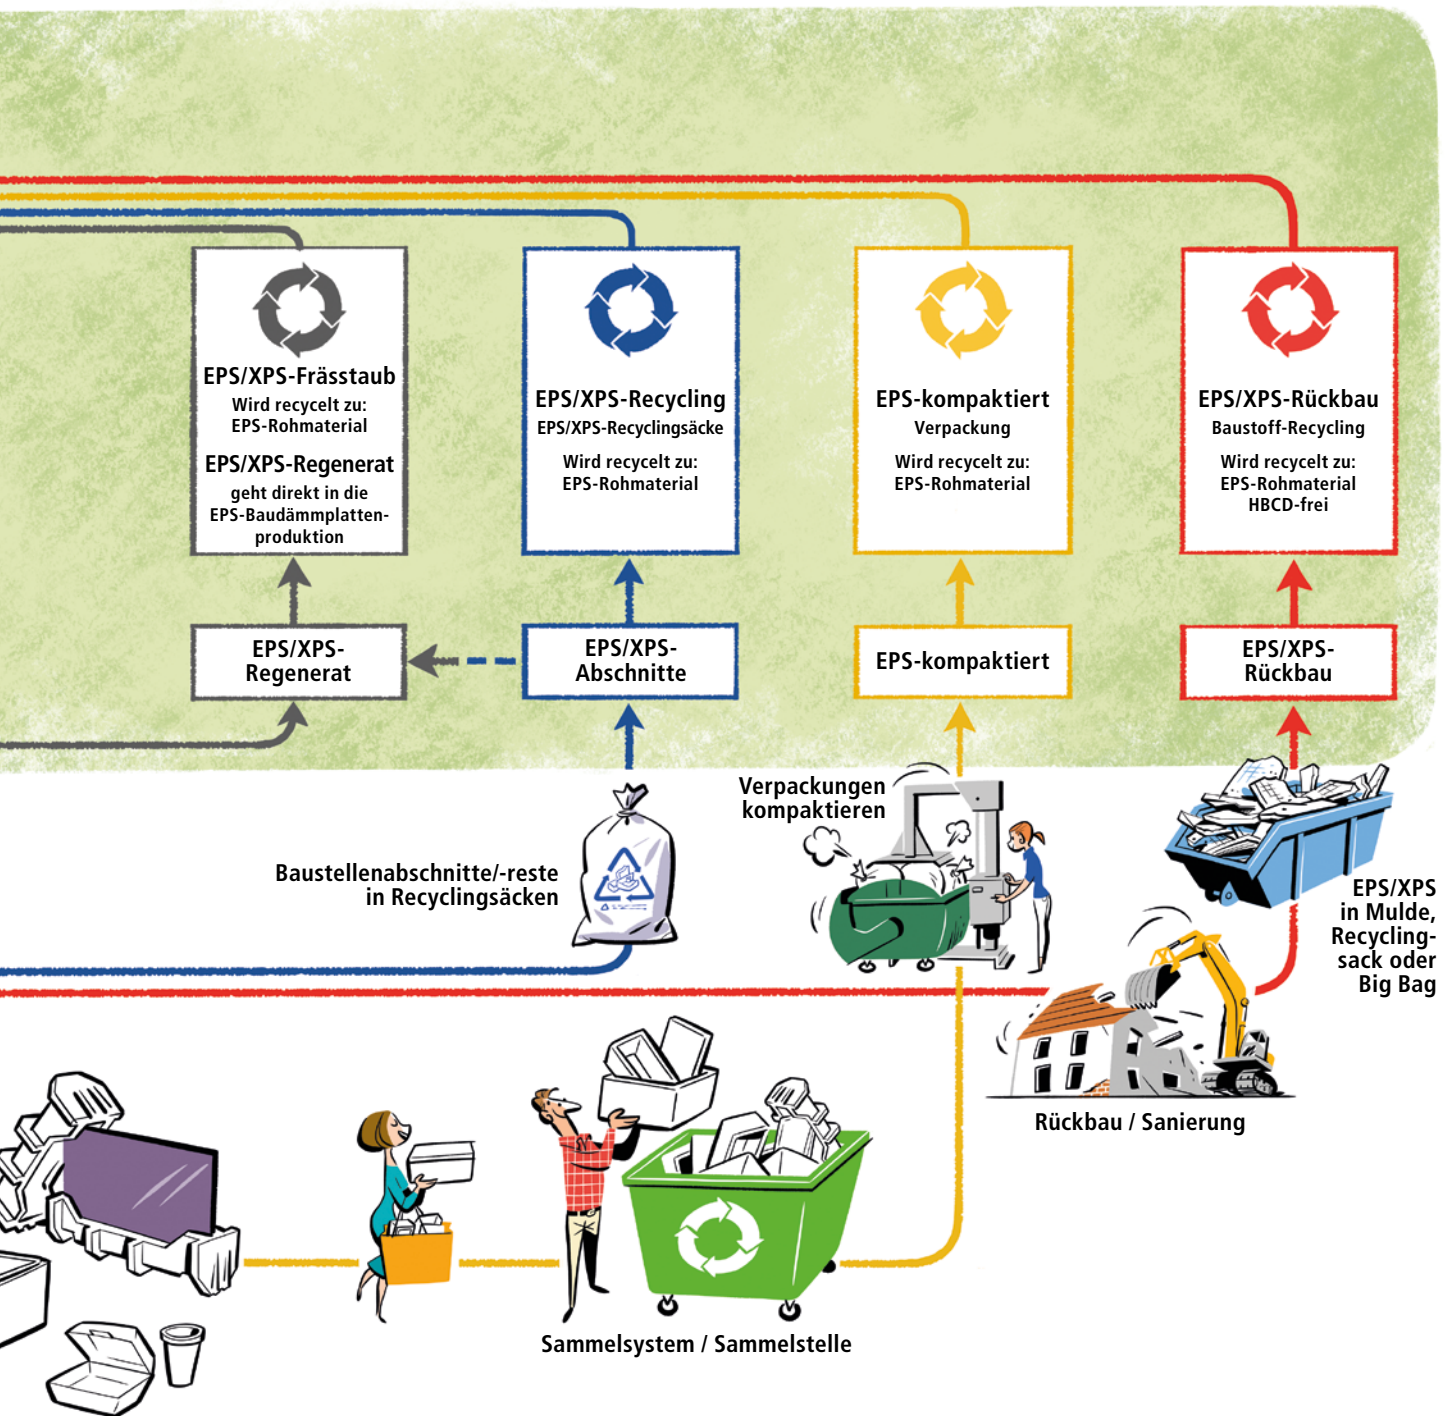 EPS/XPS-Frässtaub
Wird recycelt zu:
EPS-Rohmaterial
EPS/XPS-Regenerat
geht direkt in die
EPS-Baudämmplatten-
produktion
EPS/XPS-Recycling
EPS/XPS-Recyclingsäcke
Wird recycelt zu:
EPS-Rohmaterial
EPS-kompaktiert
Verpackung
Wird recycelt zu:
EPS-Rohmaterial
EPS/XPS-Rückbau
Baustoff-Recycling
Wird recycelt zu:
EPS-Rohmaterial
HBCD-frei
EPS/XPS-
Regenerat
EPS/XPS-
Abschnitte
EPS-kompaktiert
EPS/XPS-
Rückbau
Verpackungen
kompaktieren
Baustellenabschnitte/-reste
in Recyclingsäcken
EPS/XPS
in Mulde,
Recycling-
sack oder
Big Bag
Rückbau / Sanierung
Sammelsystem / Sammelstelle